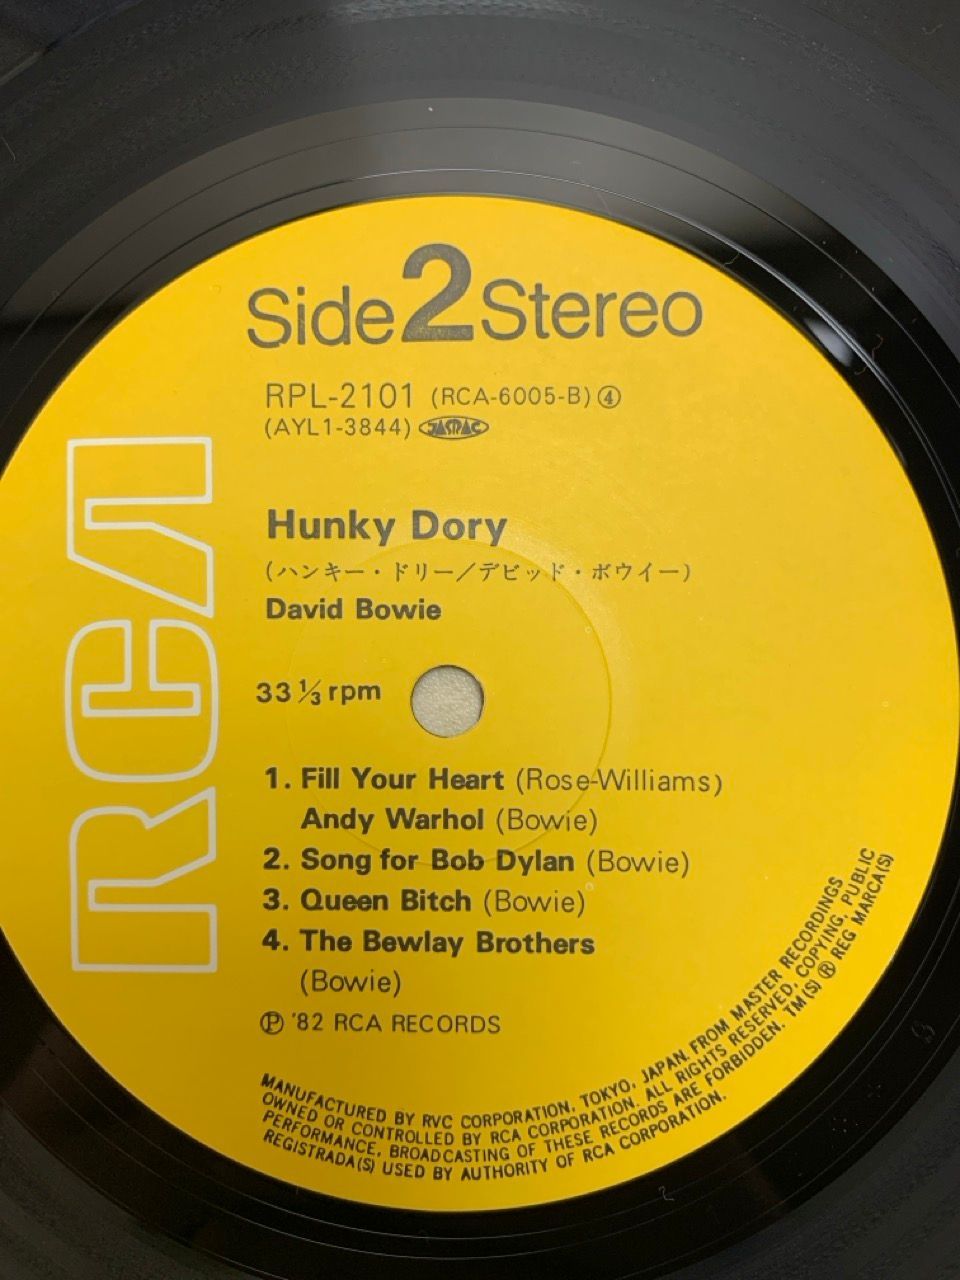 Side 2 Stereo
RPL-2101 (RCA-6005-B) ④
(AYL1-3844) JASRAC
RCA
Hunky Dory
(ハンキー・ドリー／デビッド・ボウイー)
David Bowie
33 ⅓ rpm
1. Fill Your Heart (Rose-Williams)
Andy Warhol (Bowie)
2. Song for Bob Dylan (Bowie)
3. Queen Bitch (Bowie)
4. The Bewlay Brothers
(Bowie)
Ⓟ '82 RCA RECORDS
MANUFACTURED BY RVC CORPORATION, TOKYO, JAPAN. FROM MASTER RECORDINGS
OWNED OR CONTROLLED BY RCA CORPORATION. ALL RIGHTS RESERVED. COPYING, PUBLIC
PERFORMANCE, BROADCASTING OF THESE RECORDS ARE FORBIDDEN. TM(S) ® REG MARCA(S)
REGISTRADA(S) USED BY AUTHORITY OF RCA CORPORATION.